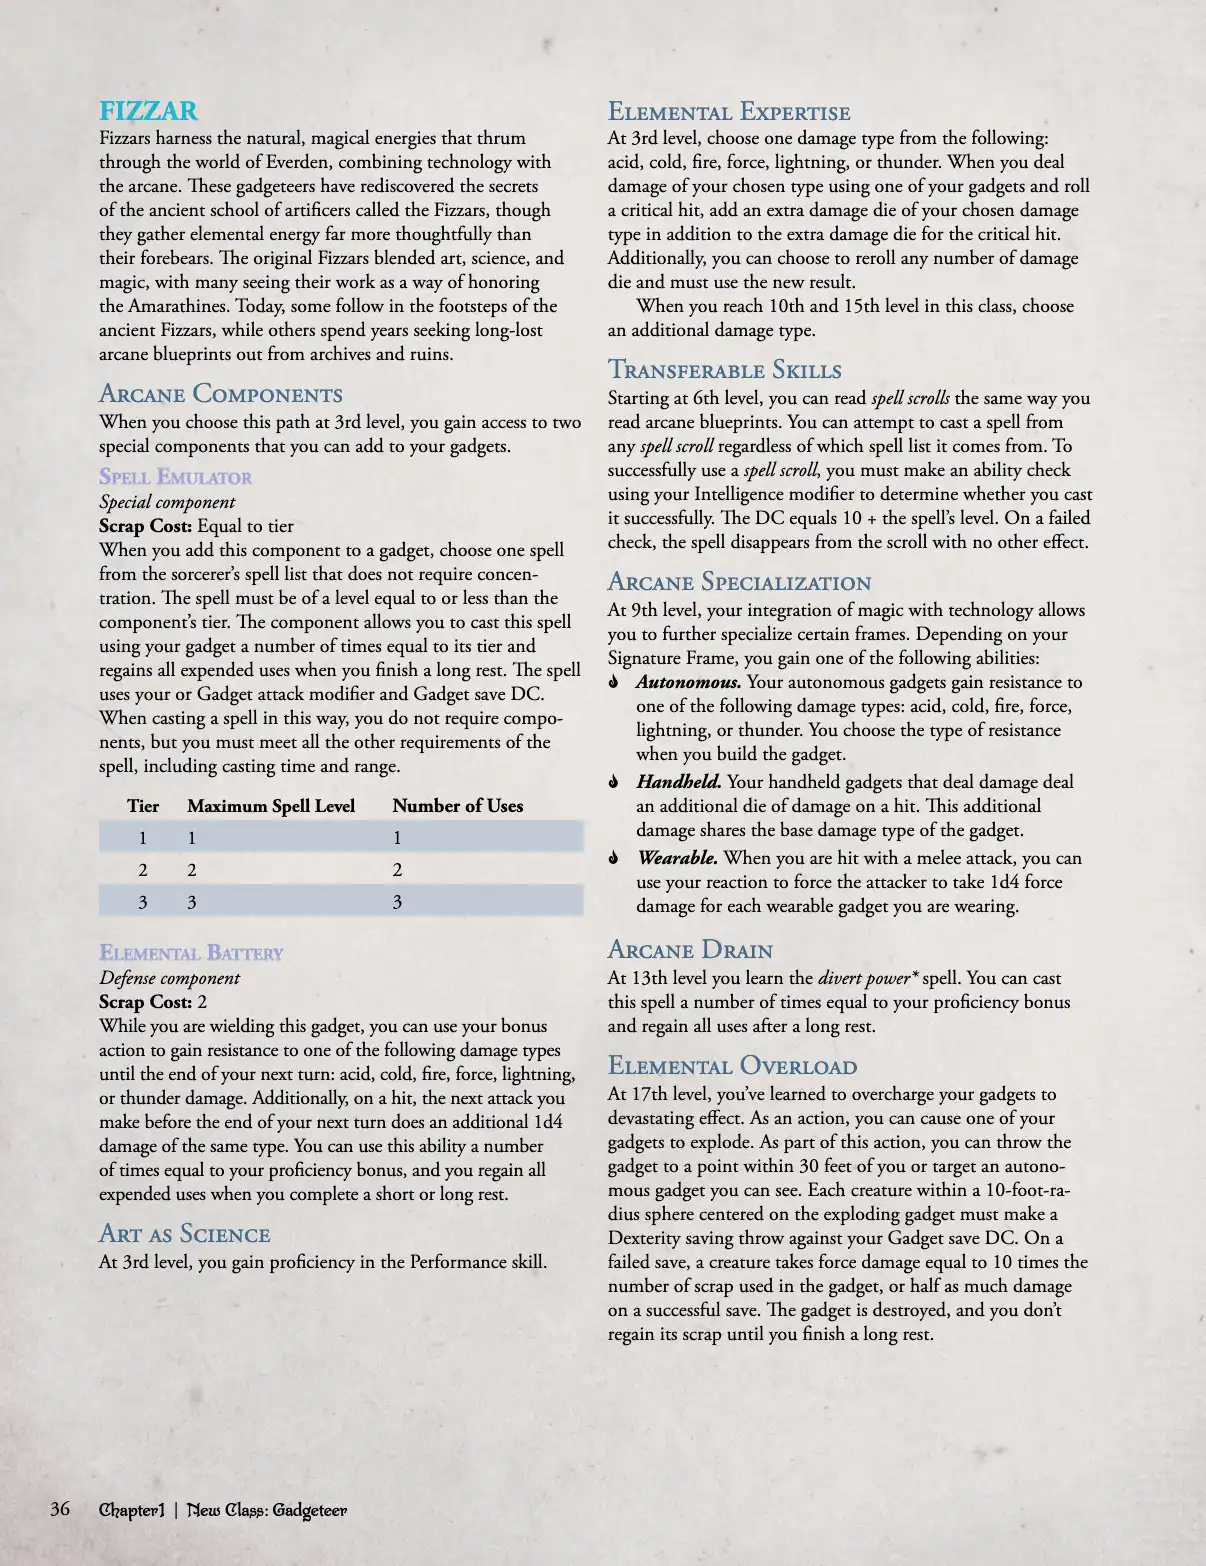 FIZZAR
Fizzars harness the natural, magical energies that thrum
through the world of Everden, combining technology with
the arcane. These gadgeteers have rediscovered the secrets
of the ancient school of artificers called the Fizzars, though
they gather elemental energy far more thoughtfully than
their forebears. The original Fizzars blended art, science, and
magic, with many seeing their work as a way of honoring
the Amarathines. Today, some follow in the footsteps of the
ancient Fizzars, while others spend years seeking long-lost
arcane blueprints out from archives and ruins.
Arcane Components
When you choose this path at 3rd level, you gain access to two
special components that you can add to your gadgets.
Spell Emulator
Special component
Scrap Cost: Equal to tier
When you add this component to a gadget, choose one spell
from the sorcerer's spell list that does not require concen-
tration. The spell must be of a level equal to or less than the
component's tier. The component allows you to cast this spell
using your gadget a number of times equal to its tier and
regains all expended uses when you finish a long rest. The spell
uses your or Gadget attack modifier and Gadget save DC.
When casting a spell in this way, you do not require compo-
nents, but you must meet all the other requirements of the
spell, including casting time and range.
Tier Maximum Spell Level Number of Uses
1 1 1
2 2 2
3 3 3
Elemental Battery
Defense component
Scrap Cost: 2
While you are wielding this gadget, you can use your bonus
action to gain resistance to one of the following damage types
until the end of your next turn: acid, cold, fire, force, lightning,
or thunder damage. Additionally, on a hit, the next attack you
make before the end of your next turn does an additional 1d4
damage of the same type. You can use this ability a number
of times equal to your proficiency bonus, and you regain all
expended uses when you complete a short or long rest.
Art as Science
At 3rd level, you gain proficiency in the Performance skill.
Elemental Expertise
At 3rd level, choose one damage type from the following:
acid, cold, fire, force, lightning, or thunder. When you deal
damage of your chosen type using one of your gadgets and roll
a critical hit, add an extra damage die of your chosen damage
type in addition to the extra damage die for the critical hit.
Additionally, you can choose to reroll any number of damage
die and must use the new result.
When you reach 10th and 15th level in this class, choose
an additional damage type.
Transferable Skills
Starting at 6th level, you can read spell scrolls the same way you
read arcane blueprints. You can attempt to cast a spell from
any spell scroll regardless of which spell list it comes from. To
successfully use a spell scroll, you must make an ability check
using your Intelligence modifier to determine whether you cast
it successfully. The DC equals 10 + the spell's level. On a failed
check, the spell disappears from the scroll with no other effect.
Arcane Specialization
At 9th level, your integration of magic with technology allows
you to further specialize certain frames. Depending on your
Signature Frame, you gain one of the following abilities:
Autonomous. Your autonomous gadgets gain resistance to
one of the following damage types: acid, cold, fire, force,
lightning, or thunder. You choose the type of resistance
when you build the gadget.
Handheld. Your handheld gadgets that deal damage deal
an additional die of damage on a hit. This additional
damage shares the base damage type of the gadget.
Wearable. When you are hit with a melee attack, you can
use your reaction to force the attacker to take 1d4 force
damage for each wearable gadget you are wearing.
Arcane Drain
At 13th level you learn the divert power* spell. You can cast
this spell a number of times equal to your proficiency bonus
and regain all uses after a long rest.
Elemental Overload
At 17th level, you've learned to overcharge your gadgets to
devastating effect. As an action, you can cause one of your
gadgets to explode. As part of this action, you can throw the
gadget to a point within 30 feet of you or target an autono-
mous gadget you can see. Each creature within a 10-foot-ra-
dius sphere centered on the exploding gadget must make a
Dexterity saving throw against your Gadget save DC. On a
failed save, a creature takes force damage equal to 10 times the
number of scrap used in the gadget, or half as much damage
on a successful save. The gadget is destroyed, and you don't
regain its scrap until you finish a long rest.
36 Chapter1 | New Class: Gadgeteer